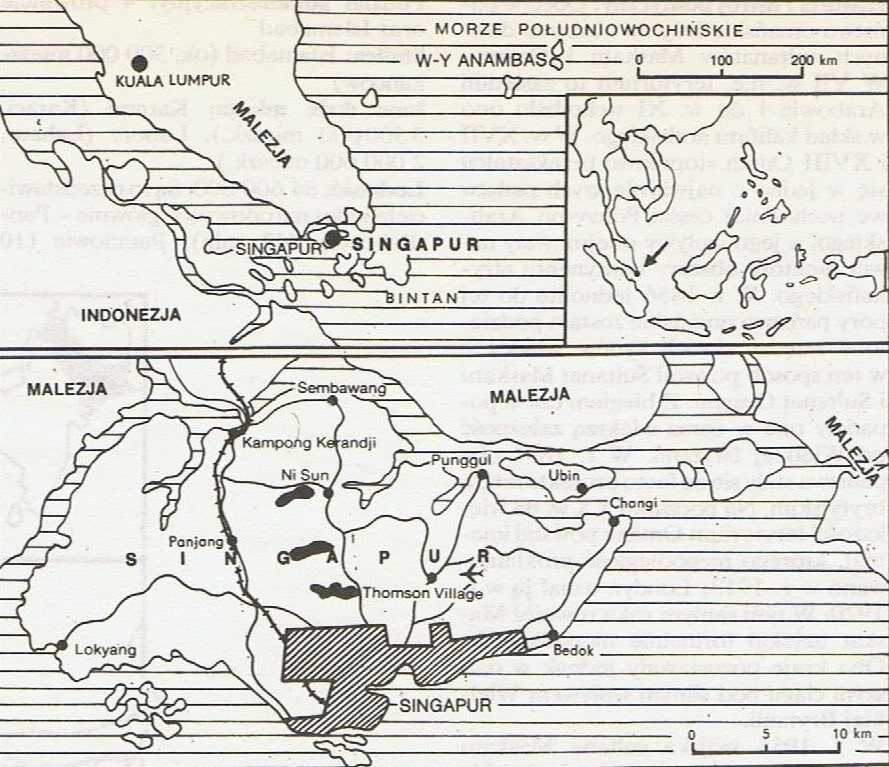 MORZE POŁUDNIOWOCHIŃSKIE
W-Y ANAMBAS
0 100 200 km
KUALA LUMPUR
MALEZJA
SINGAPUR
SINGAPUR
BINTAN
INDONEZJA
MALEZJA
Sembawang
MALEZJA
MALEZJA
Kampong Kerandji
Punggul
Ni Sun
Ubin
Chongi
Panjang
S I N G A P U R
Thomson Village
Lokyang
Bedok
SINGAPUR
0 5 10 km